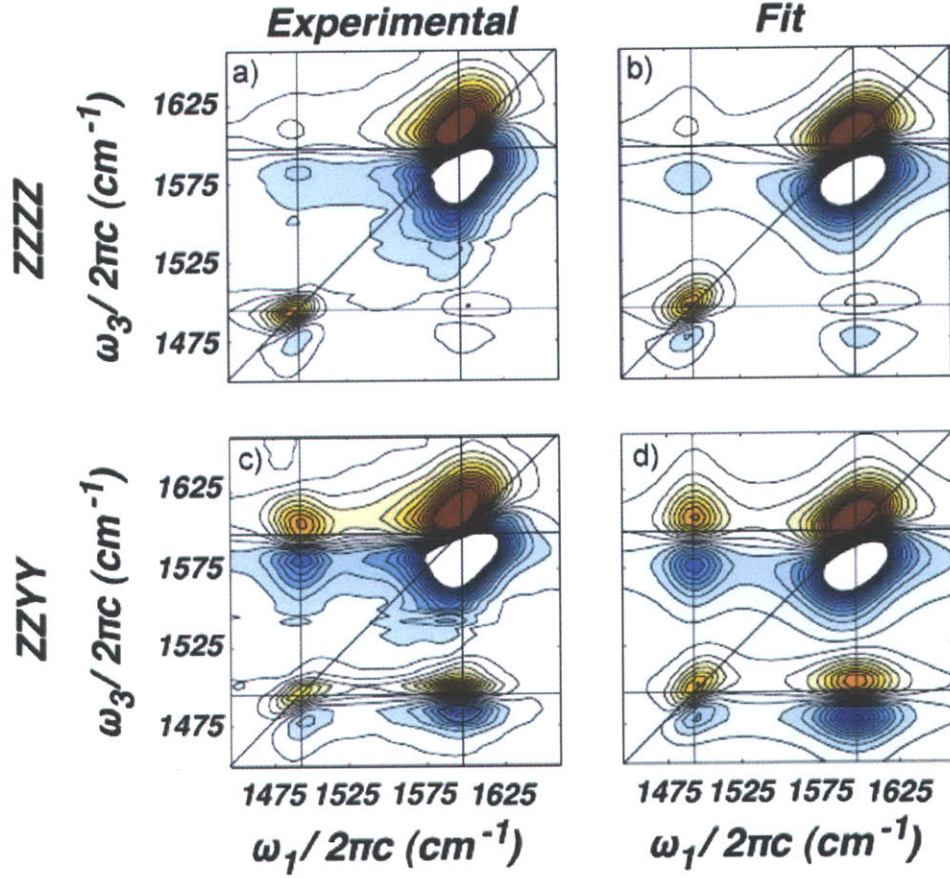 Experimental
Fit
a)
b)
ZZZZ
ω3/ 2πc (cm-1)
1625
1575
1525
1475
c)
d)
ZZYY
ω3/ 2πc (cm-1)
1625
1575
1525
1475
1475 1525 1575 1625
1475 1525 1575 1625
ω1/ 2πc (cm-1)
ω1/ 2πc (cm-1)